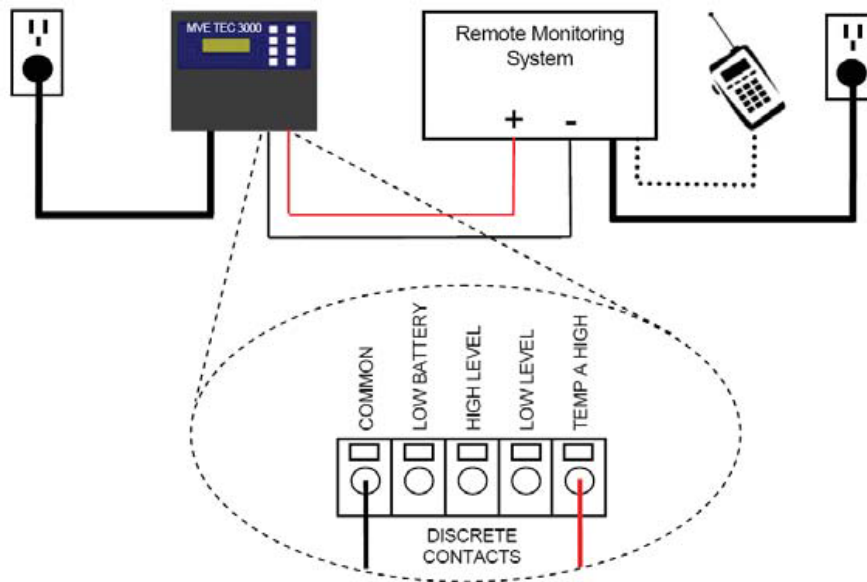 MVE TEC 3000
Remote Monitoring
System
+ -
COMMON
LOW BATTERY
HIGH LEVEL
LOW LEVEL
TEMP A HIGH
DISCRETE
CONTACTS